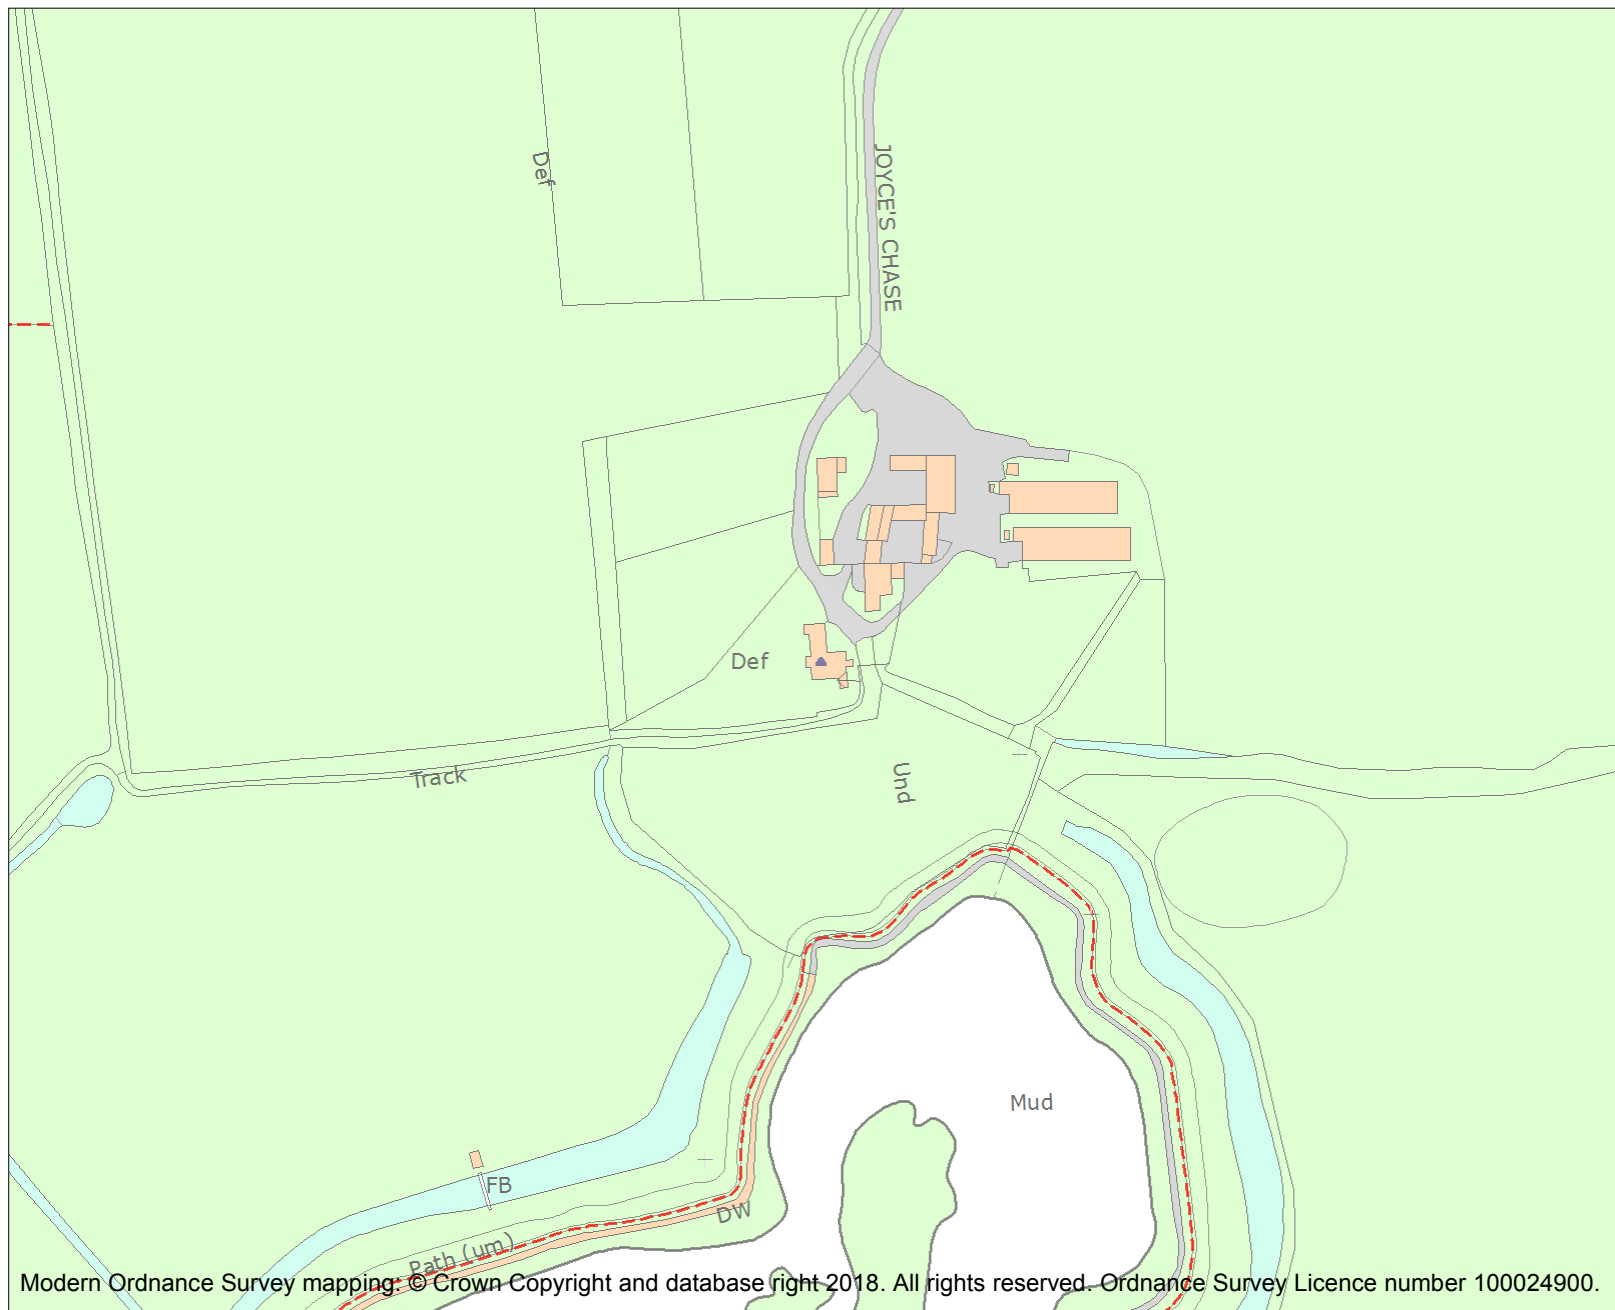 Def
JOYCE'S CHASE
Def
Track
Und
Mud
FB
DW
Path (um)
Modern Ordnance Survey mapping: © Crown Copyright and database right 2018. All rights reserved. Ordnance Survey Licence number 100024900.